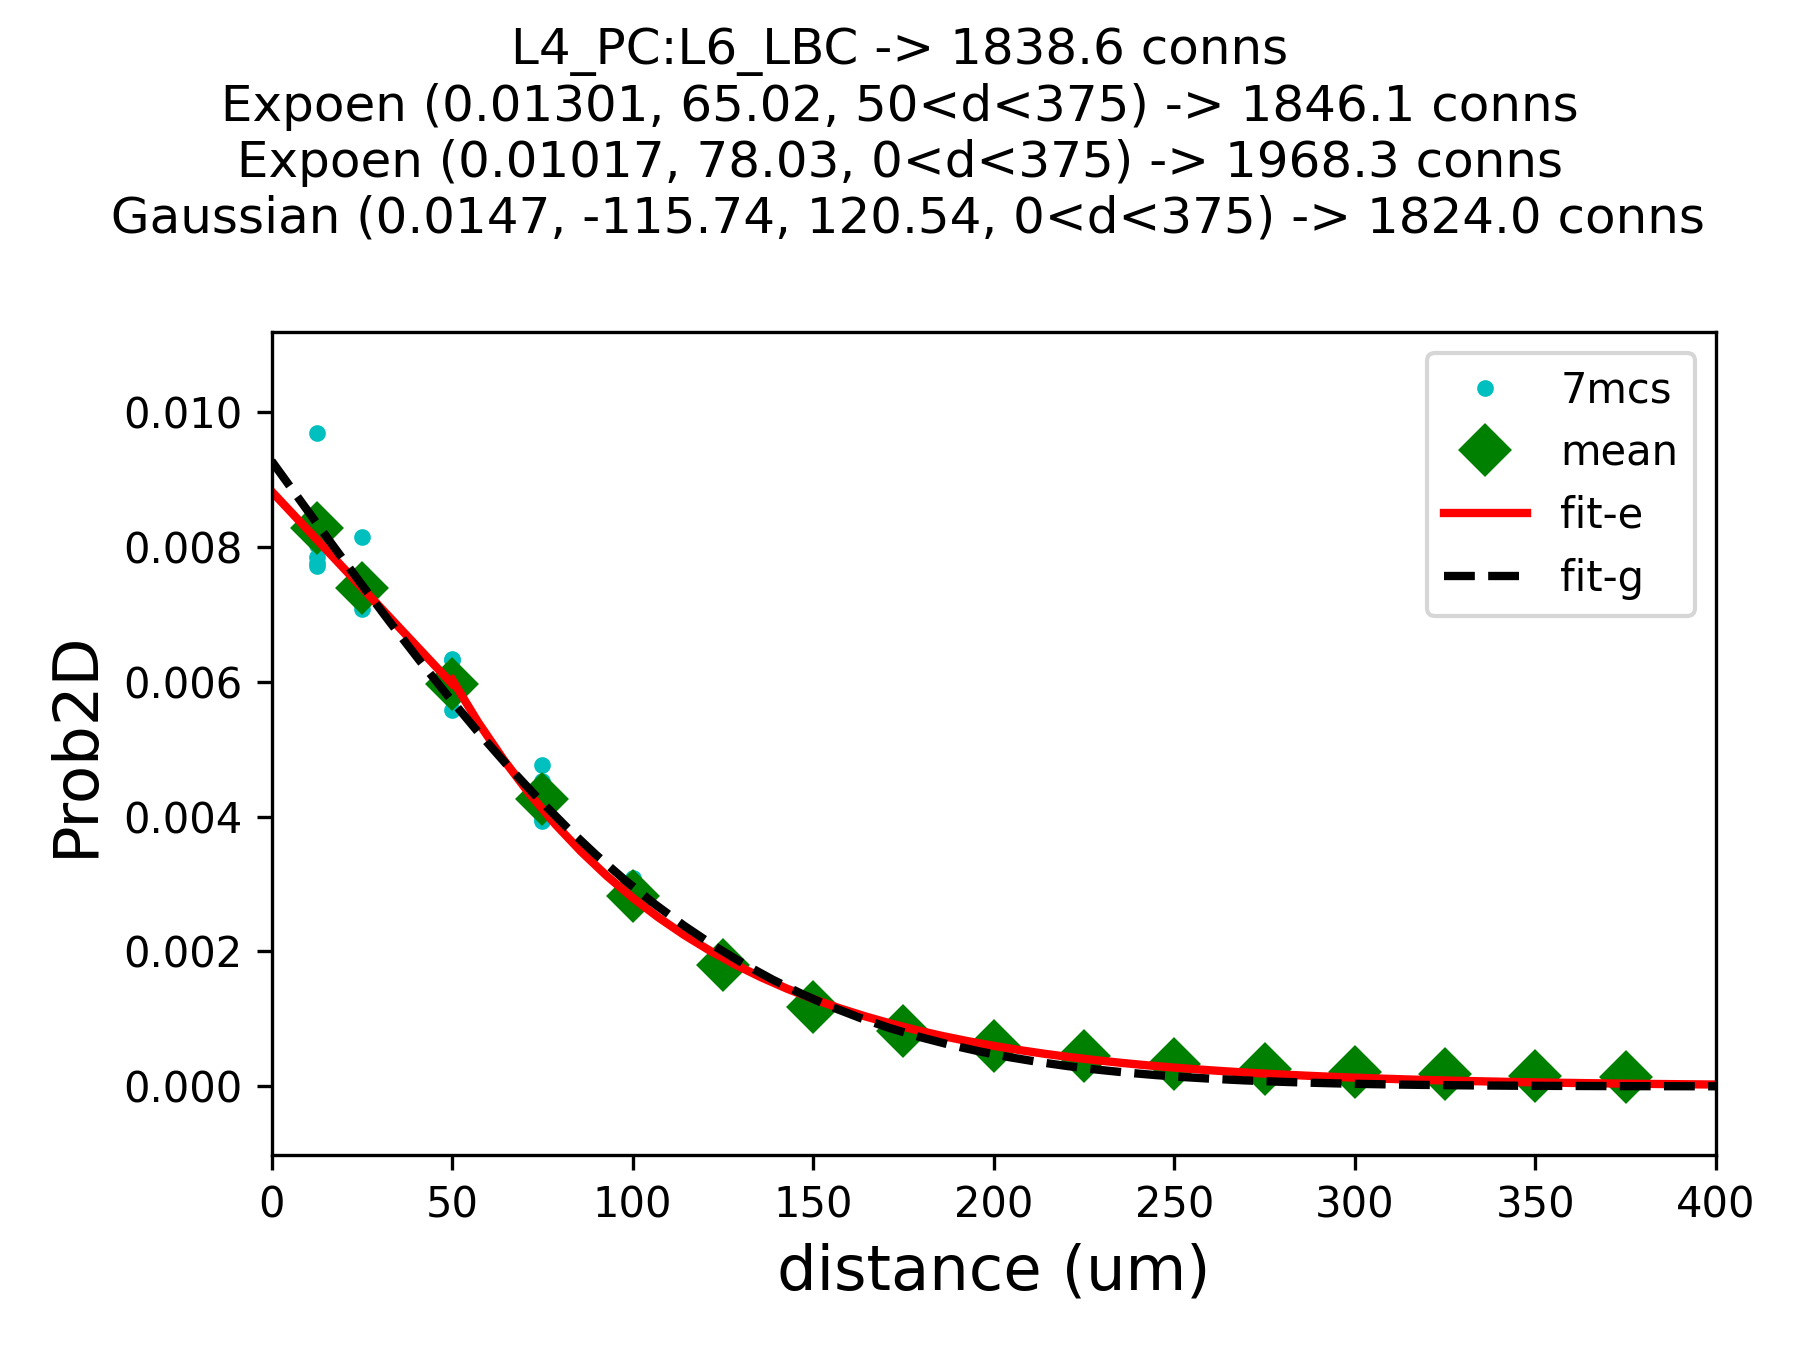 L4_PC:L6_LBC -> 1838.6 conns
Expoen (0.01301, 65.02, 50<d<375) -> 1846.1 conns
Expoen (0.01017, 78.03, 0<d<375) -> 1968.3 conns
Gaussian (0.0147, -115.74, 120.54, 0<d<375) -> 1824.0 conns
7mcs
mean
fit-e
fit-g
Prob2D
0.010
0.008
0.006
0.004
0.002
0.000
0 50 100 150 200 250 300 350 400
distance (um)